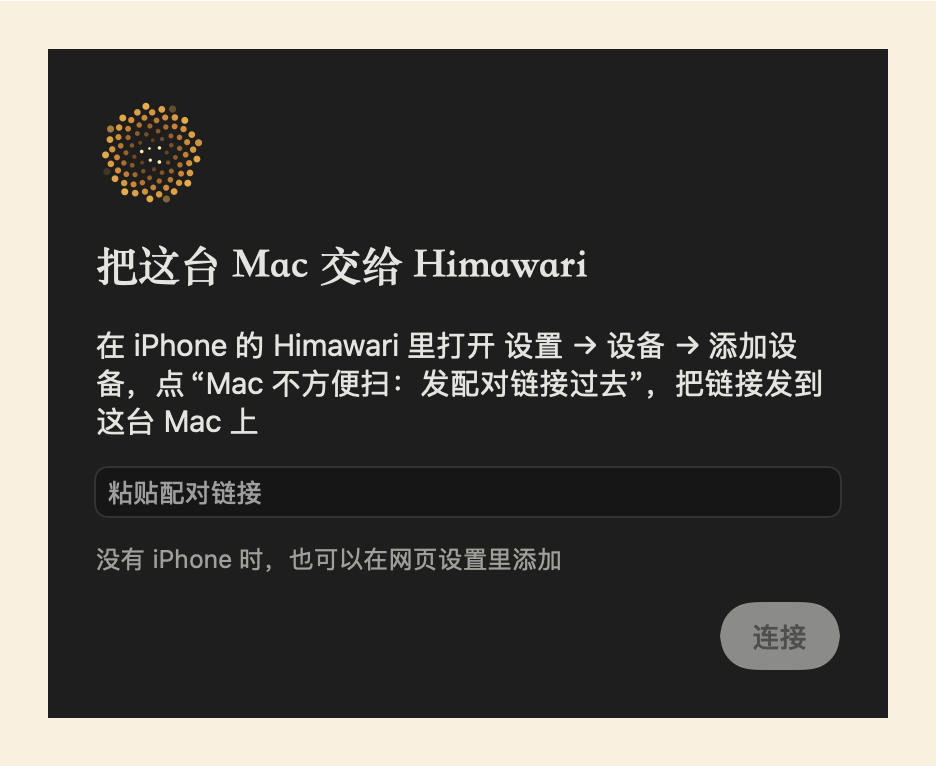 把这台 Mac 交给 Himawari
在 iPhone 的 Himawari 里打开 设置 → 设备 → 添加设
备，点 “Mac 不方便扫：发配对链接过去”，把链接发到
这台 Mac 上
粘贴配对链接
没有 iPhone 时，也可以在网页设置里添加
连接